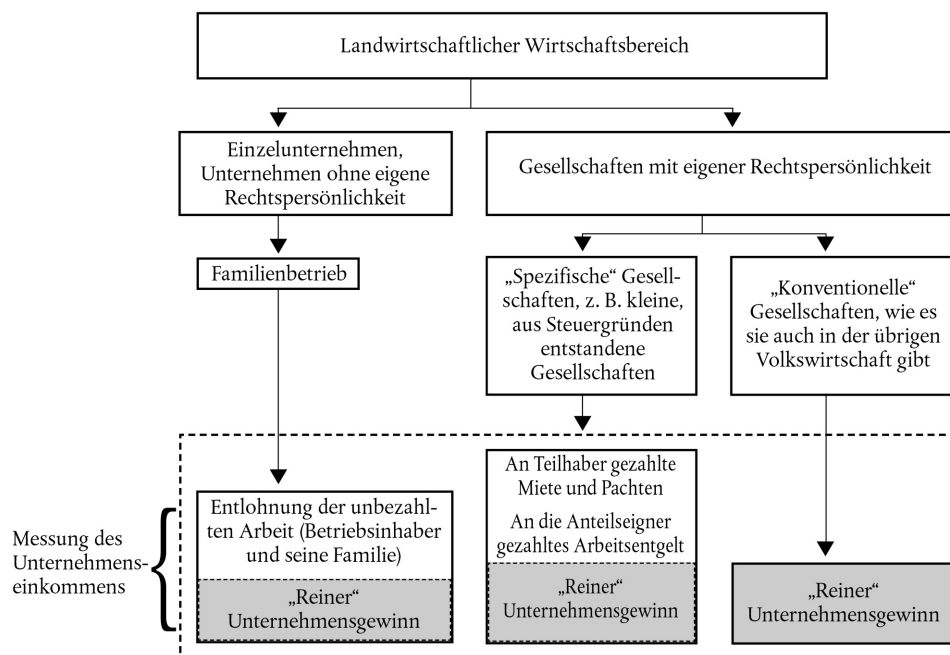 Landwirtschaftlicher Wirtschaftsbereich
Einzelunternehmen,
Unternehmen ohne eigene
Rechtspersönlichkeit
Gesellschaften mit eigener Rechtspersönlichkeit
Familienbetrieb
„Spezifische“ Gesell-
schaften, z. B. kleine,
aus Steuergründen
entstandene
Gesellschaften
„Konventionelle“
Gesellschaften, wie es
sie auch in der übrigen
Volkswirtschaft gibt
Messung des
Unternehmens-
einkommens
Entlohnung der unbezahl-
ten Arbeit (Betriebsinhaber
und seine Familie)
„Reiner“
Unternehmensgewinn
An Teilhaber gezahlte
Miete und Pachten
An die Anteilseigner
gezahltes Arbeitsentgelt
„Reiner“
Unternehmensgewinn
„Reiner“
Unternehmensgewinn